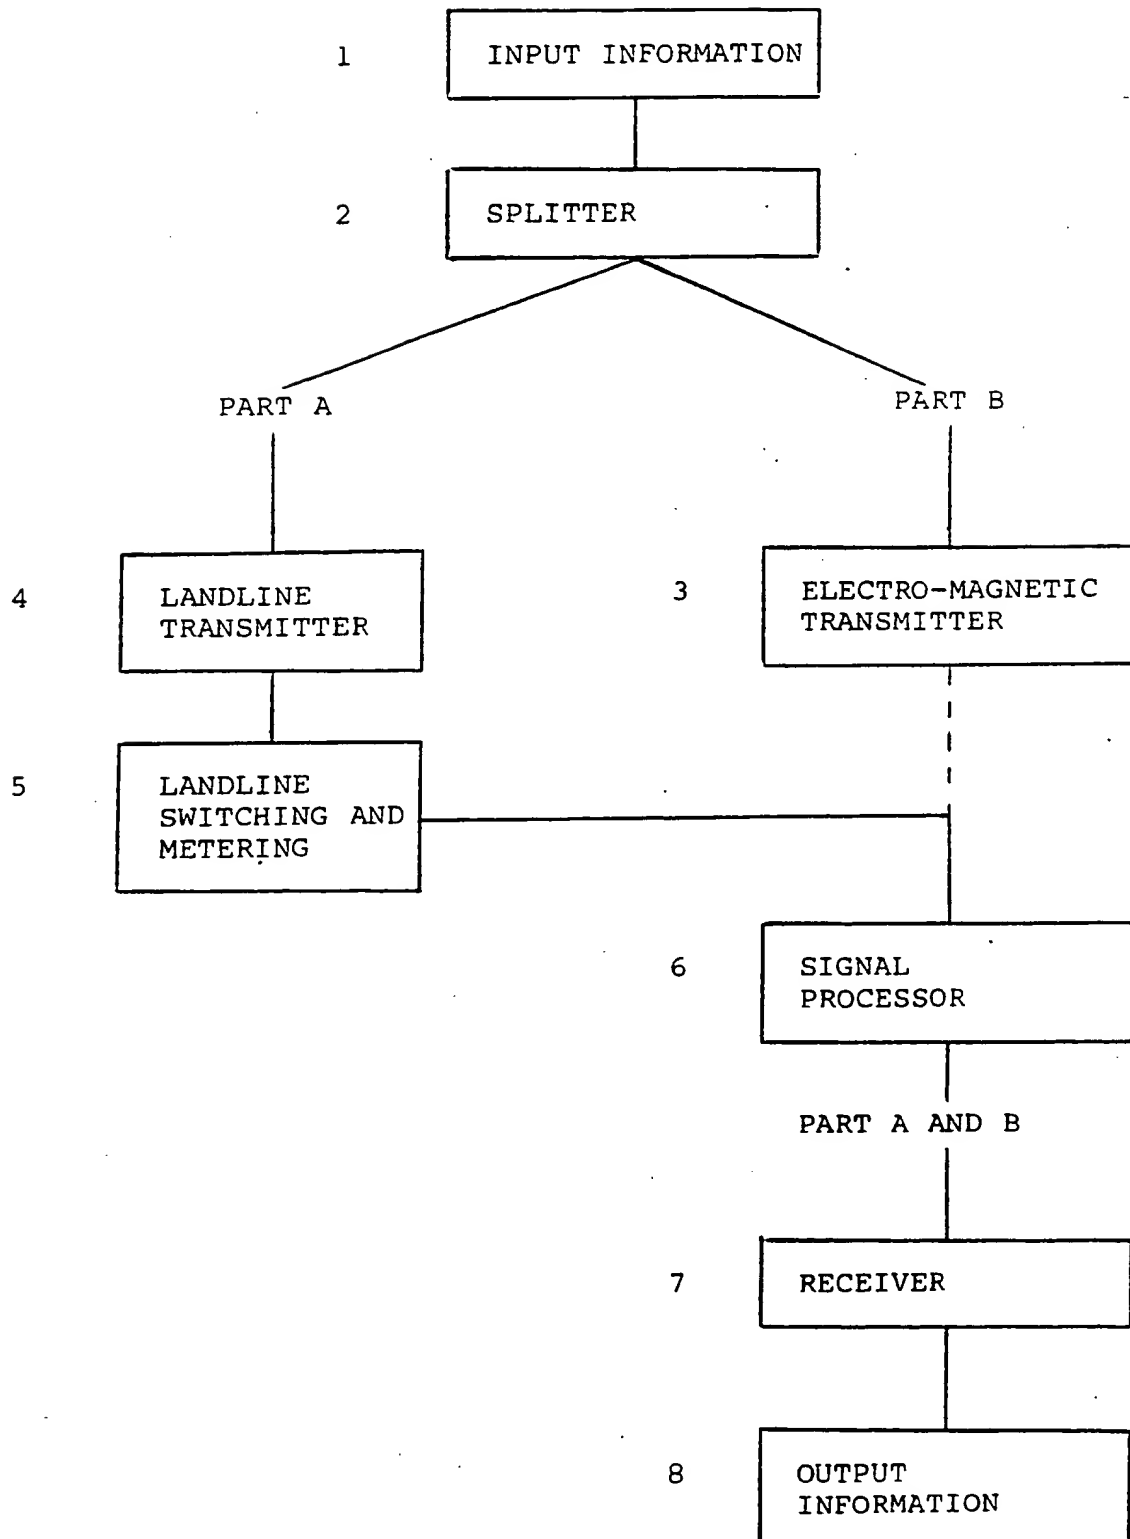 1
INPUT INFORMATION
2
SPLITTER
PART A
PART B
4
LANDLINE
TRANSMITTER
3
ELECTRO-MAGNETIC
TRANSMITTER
5
LANDLINE
SWITCHING AND
METERING
6
SIGNAL
PROCESSOR
PART A AND B
7
RECEIVER
8
OUTPUT
INFORMATION